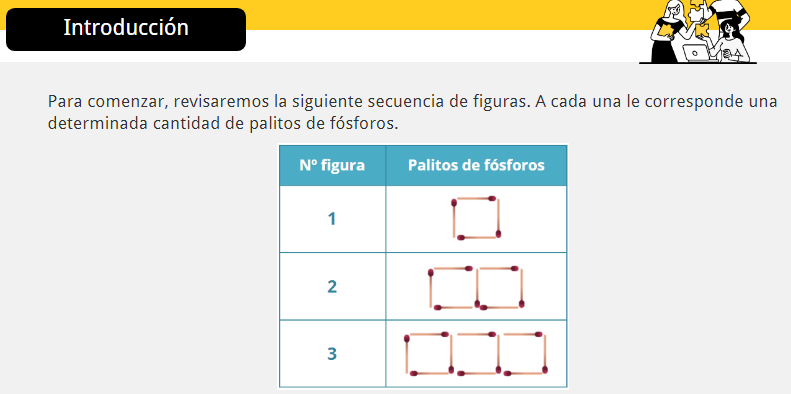 Introducción
Para comenzar, revisaremos la siguiente secuencia de figuras. A cada una le corresponde una
determinada cantidad de palitos de fósforos.
Nº figura Palitos de fósforos
1
2
3